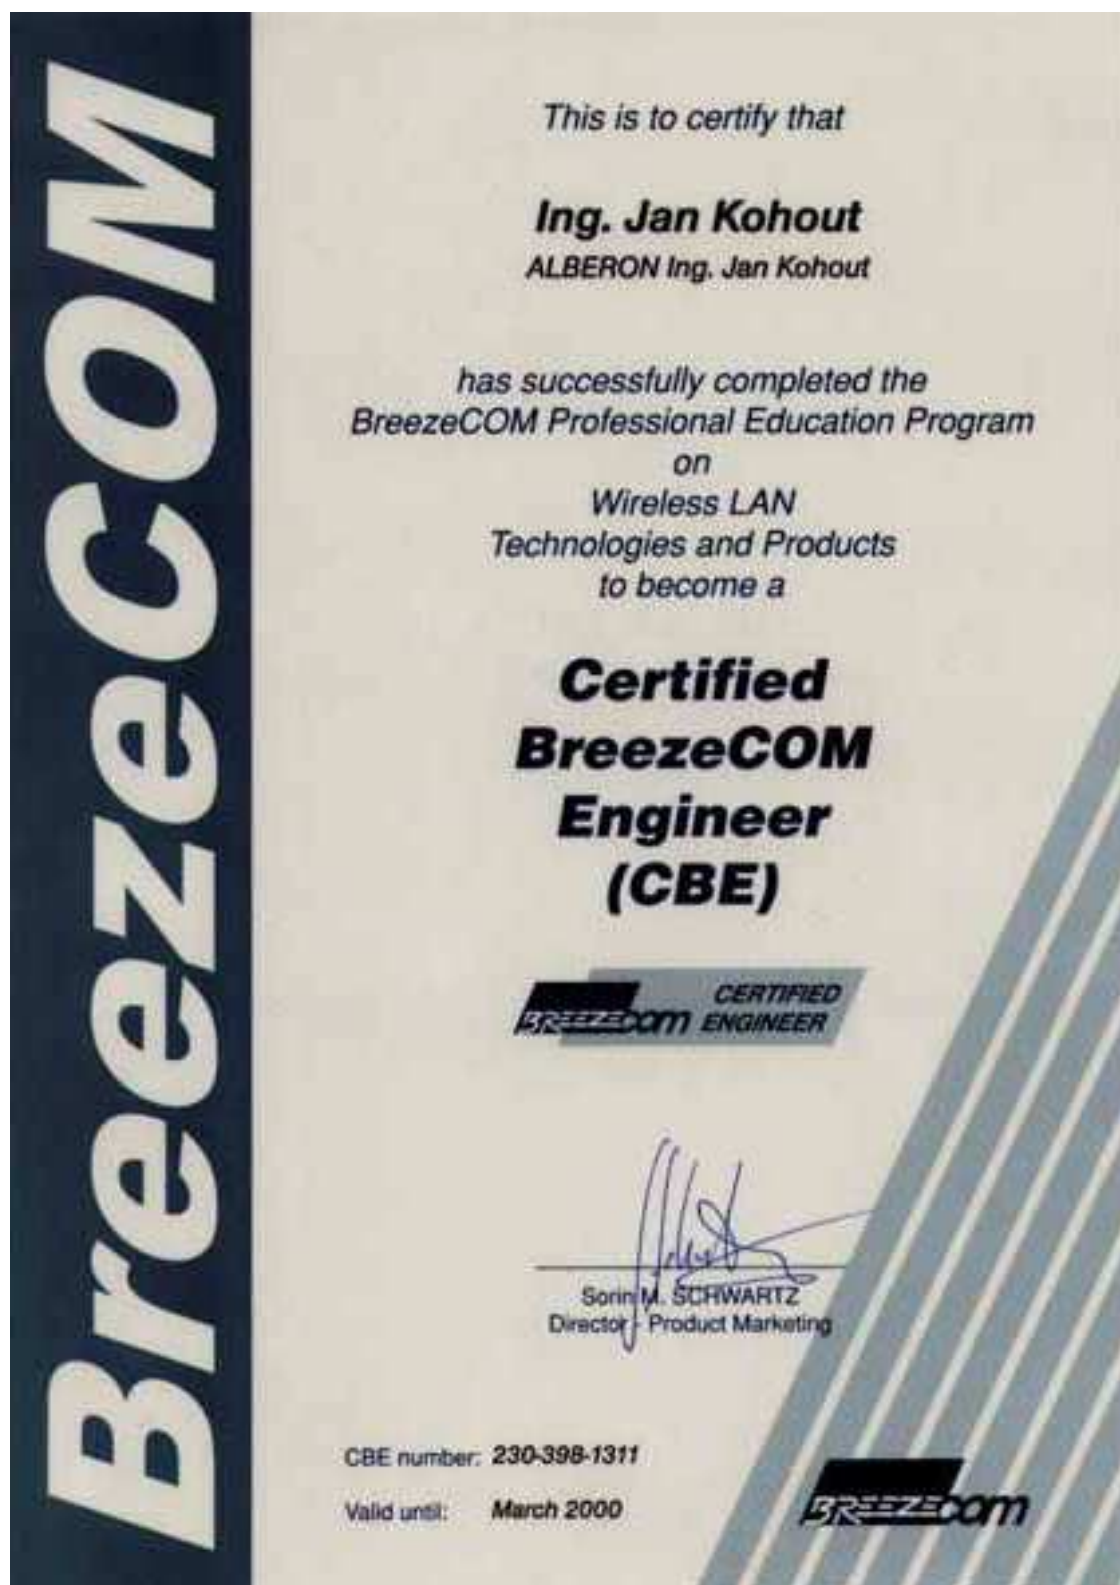 BreezeCOM
This is to certify that
Ing. Jan Kohout
ALBERON Ing. Jan Kohout
has successfully completed the
BreezeCOM Professional Education Program
on
Wireless LAN
Technologies and Products
to become a
Certified
BreezeCOM
Engineer
(CBE)
BREEZECOM CERTIFIED
ENGINEER
Sorin M. SCHWARTZ
Director - Product Marketing
CBE number: 230-398-1311
Valid until: March 2000
BREEZECOM